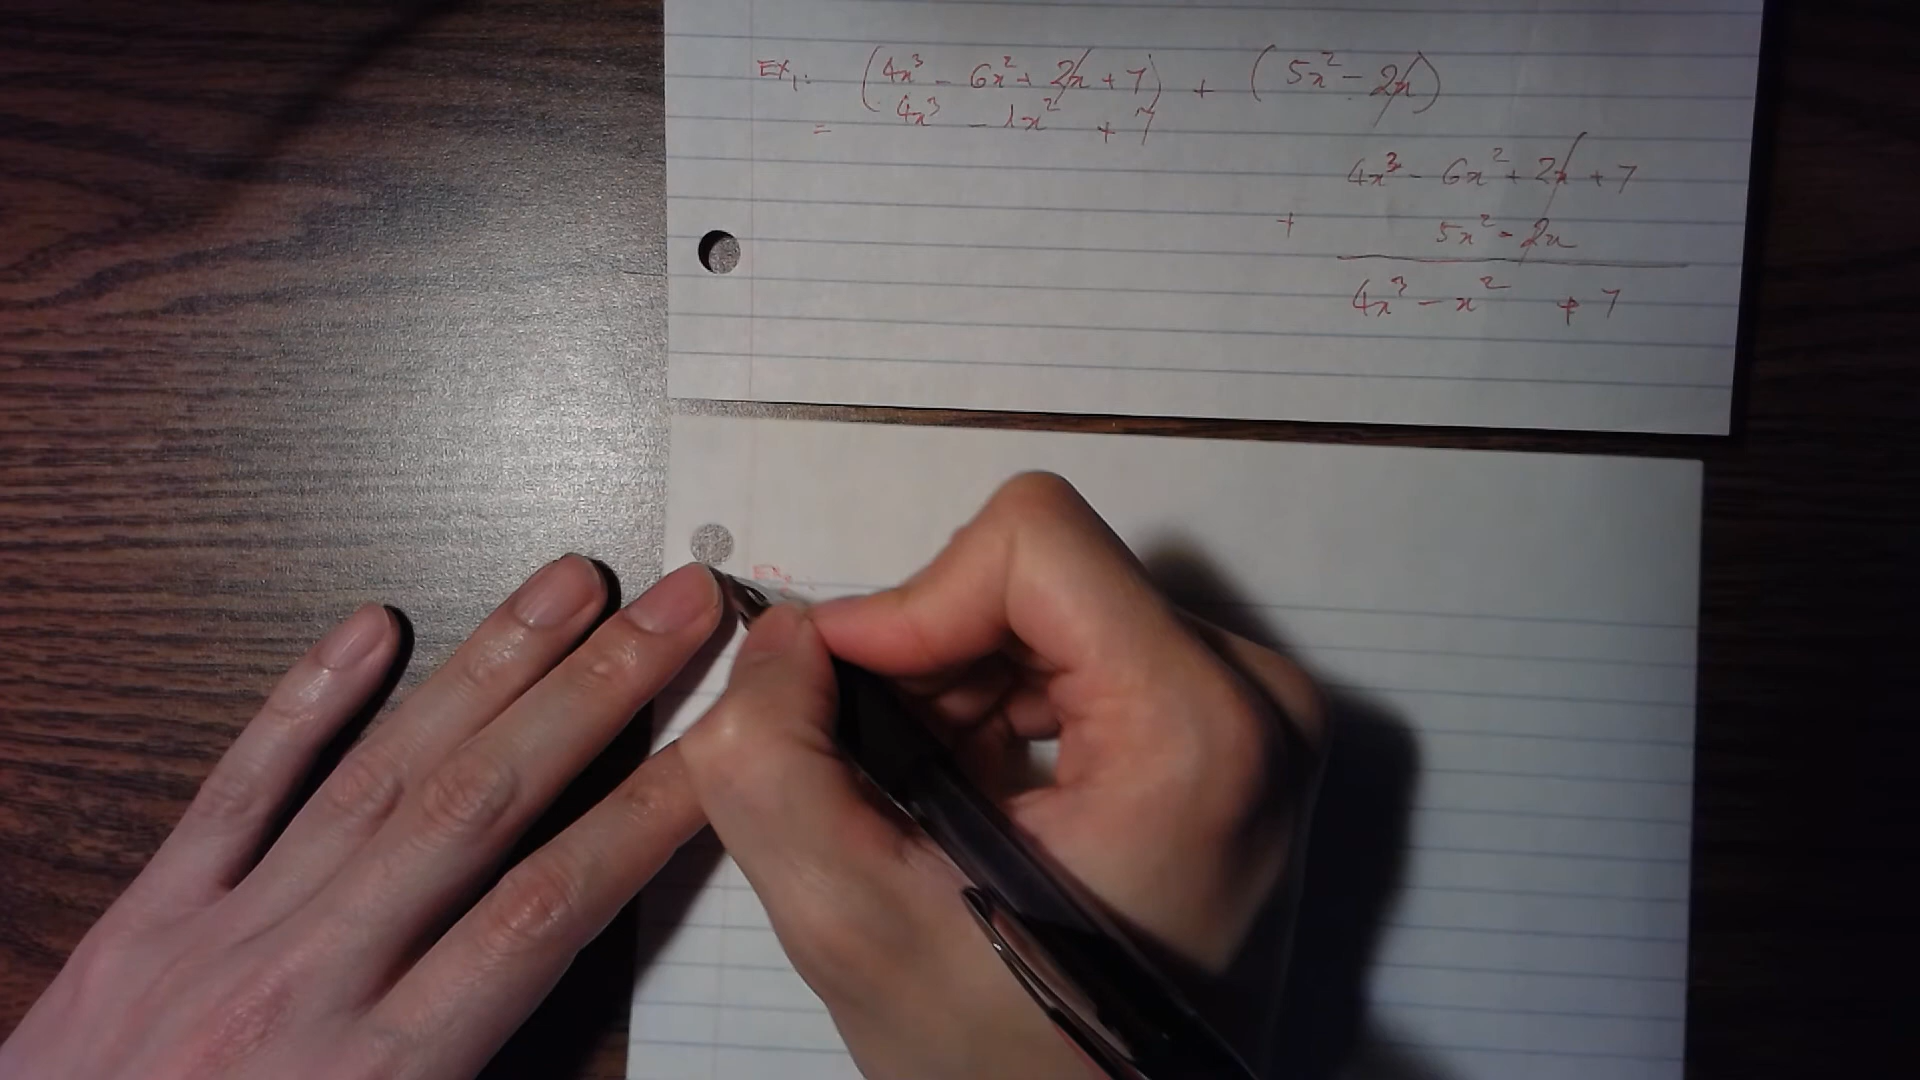 Ex1: (4x³ - 6x² + 2x + 7) + (5x² - 2x)
= 4x³ - 1x² + 7
4x³ - 6x² + 2x + 7
+ 5x² - 2x
4x³ - x² + 7
Ex2: